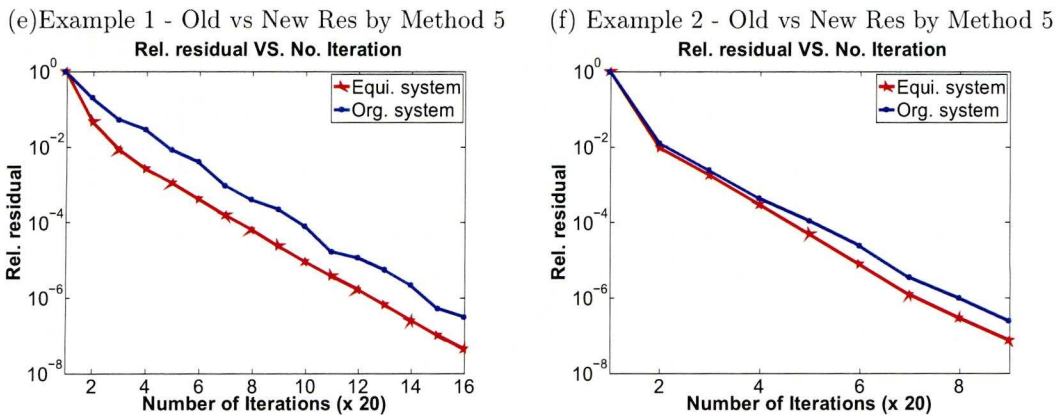 (e)Example 1 - Old vs New Res by Method 5
Rel. residual VS. No. Iteration
10^0
10^-2
10^-4
10^-6
10^-8
Rel. residual
Equi. system
Org. system
2 4 6 8 10 12 14 16
Number of Iterations (x 20)
(f) Example 2 - Old vs New Res by Method 5
Rel. residual VS. No. Iteration
10^0
10^-2
10^-4
10^-6
10^-8
Rel. residual
Equi. system
Org. system
2 4 6 8
Number of Iterations (x 20)